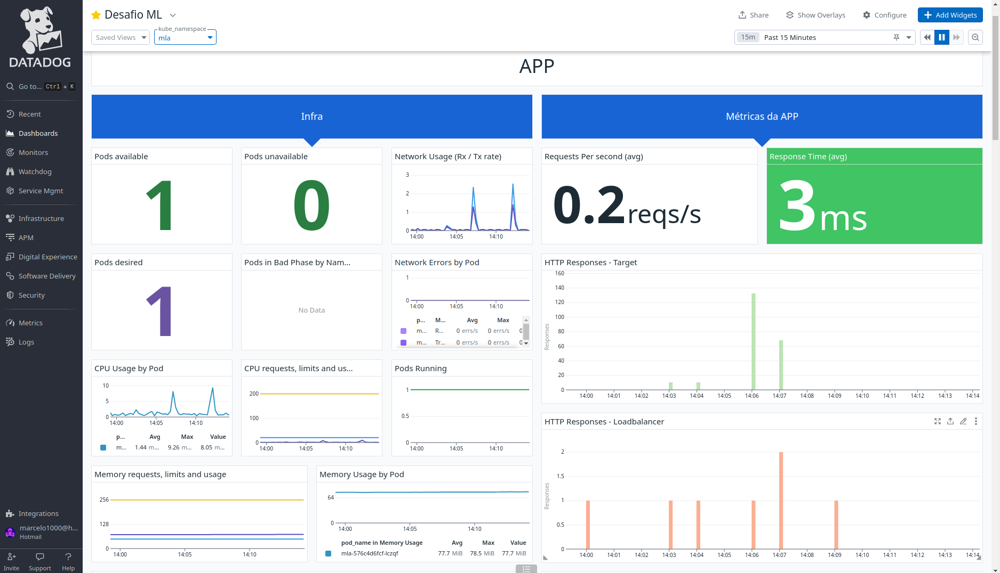 DATADOG
Go to... Ctrl + K
Recent
Dashboards
Monitors
Watchdog
Service Mgmt
Infrastructure
APM
Digital Experience
Software Delivery
Security
Metrics
Logs
Integrations
marcelo1000@h...
Hotmail
Invite Support Help
Desafio ML
Share Show Overlays Configure Add Widgets
Saved Views
kube_namespace
mla
15m Past 15 Minutes
APP
Infra
Pods available
1
Pods unavailable
0
Network Usage (Rx / Tx rate)
3
2
1
0
14:00 14:05 14:10
Pods desired
1
Pods in Bad Phase by Nam...
No Data
Network Errors by Pod
1
0
14:00 14:05 14:10
p... M... Avg Max
m... R... 0 errs/s 0 errs/s 0
m... Tr... 0 errs/s 0 errs/s 0
CPU Usage by Pod
10
5
0
14:00 14:05 14:10
p... Avg Max Value
m... 1.44 m... 9.26 m... 8.05 m...
CPU requests, limits and us...
200
100
0
14:00 14:05 14:10
Pods Running
1
0.5
0
14:00 14:05 14:10
Memory requests, limits and usage
256
128
0
14:00 14:05 14:10
Memory Usage by Pod
64
0
14:00 14:05 14:10
pod_name in Memory Usage Avg Max Value
mla-576c4d6fcf-lczqf 77.7 MiB 78.5 MiB 77.7 MiB
Métricas da APP
Requests Per second (avg)
0.2 reqs/s
Response Time (avg)
3 ms
HTTP Responses - Target
Responses
160
140
120
100
80
60
40
20
0
14:00 14:01 14:02 14:03 14:04 14:05 14:06 14:07 14:08 14:09 14:10 14:11 14:12 14:13 14:14
HTTP Responses - Loadbalancer
Responses
2
1.5
1
0.5
0
14:00 14:01 14:02 14:03 14:04 14:05 14:06 14:07 14:08 14:09 14:10 14:11 14:12 14:13 14:14